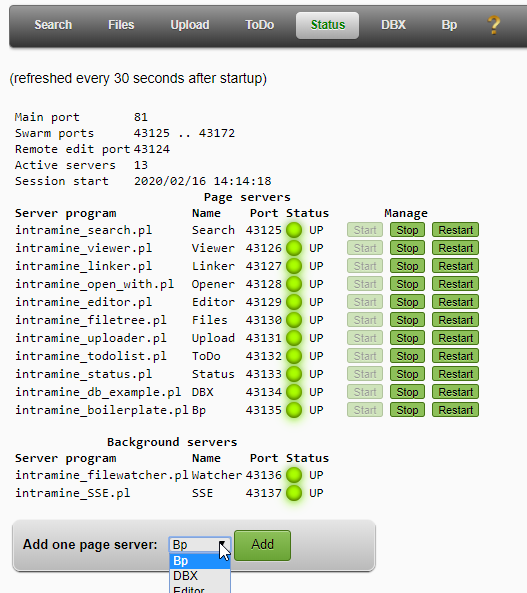 Search Files Upload ToDo Status DBX Bp ?
(refreshed every 30 seconds after startup)
Main port 81
Swarm ports 43125 .. 43172
Remote edit port 43124
Active servers 13
Session start 2020/02/16 14:14:18
Page servers
Server program Name Port Status Manage
intramine_search.pl Search 43125 UP Start Stop Restart
intramine_viewer.pl Viewer 43126 UP Start Stop Restart
intramine_linker.pl Linker 43127 UP Start Stop Restart
intramine_open_with.pl Opener 43128 UP Start Stop Restart
intramine_editor.pl Editor 43129 UP Start Stop Restart
intramine_filetree.pl Files 43130 UP Start Stop Restart
intramine_uploader.pl Upload 43131 UP Start Stop Restart
intramine_todolist.pl ToDo 43132 UP Start Stop Restart
intramine_status.pl Status 43133 UP Start Stop Restart
intramine_db_example.pl DBX 43134 UP Start Stop Restart
intramine_boilerplate.pl Bp 43135 UP Start Stop Restart
Background servers
Server program Name Port Status
intramine_filewatcher.pl Watcher 43136 UP
intramine_SSE.pl SSE 43137 UP
Add one page server: Bp Add
Bp
DBX
Editor